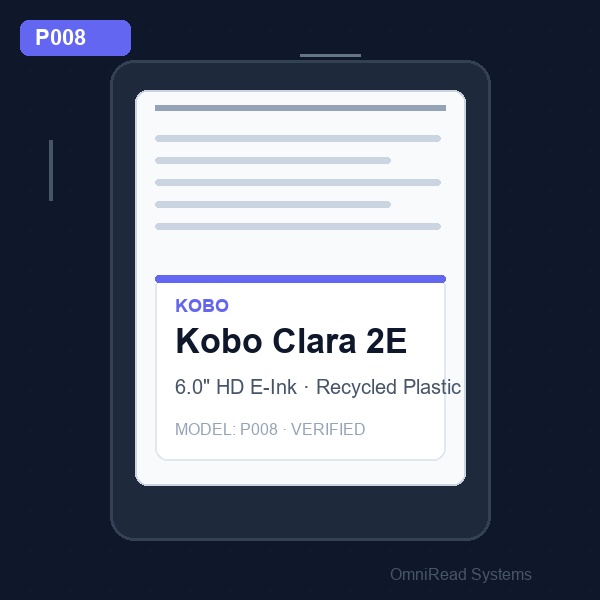 P008
KOBO
Kobo Clara 2E
6.0" HD E-Ink · Recycled Plastic
MODEL: P008 · VERIFIED
OmniRead Systems